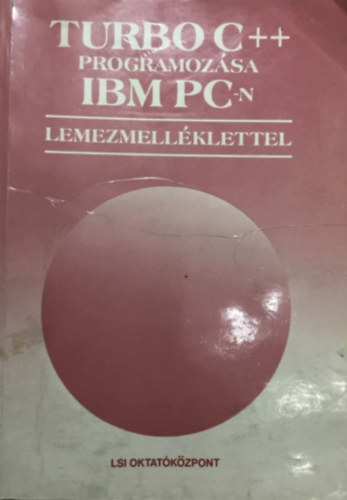 TURBO C++
PROGRAMOZÁSA
IBM PC-N
LEMEZMELLÉKLETTEL
LSI OKTATÓKÖZPONT